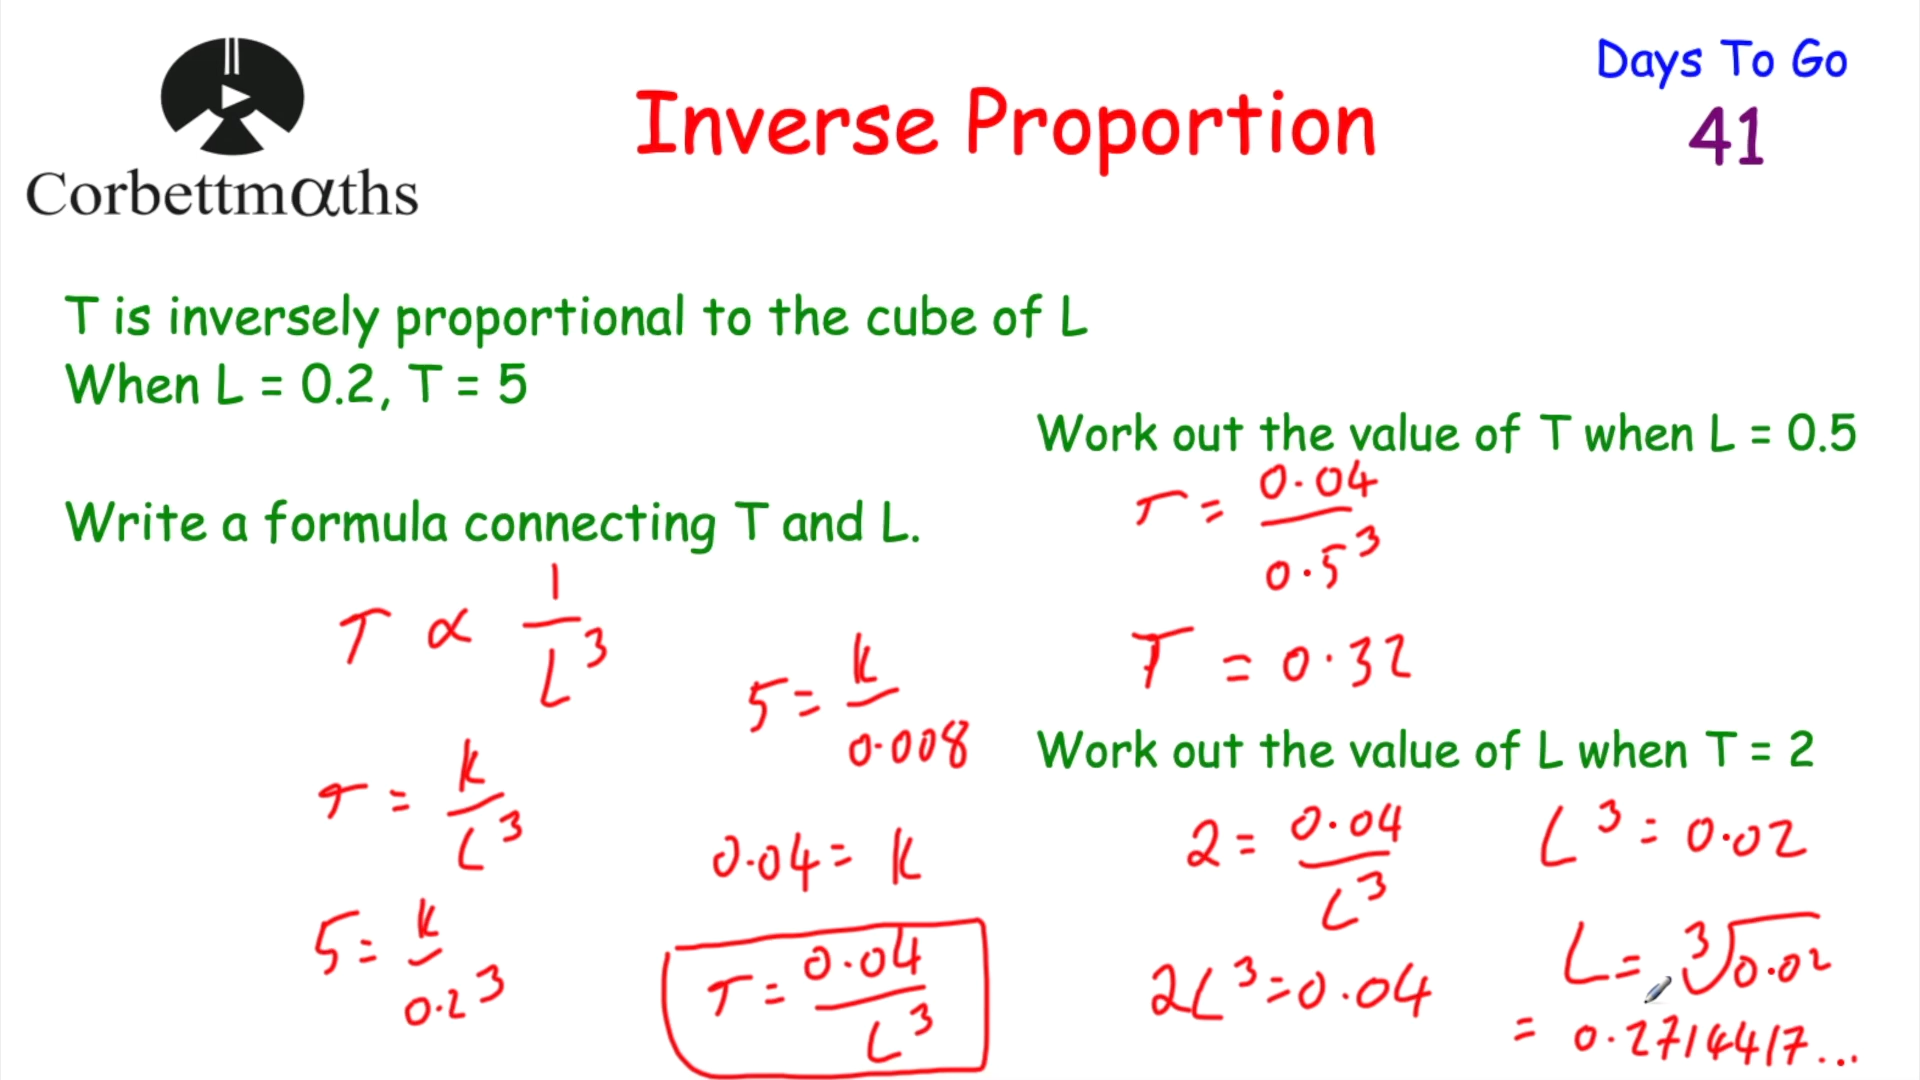 Corbettmαths
Inverse Proportion
Days To Go
41
T is inversely proportional to the cube of L
When L = 0.2, T = 5
Write a formula connecting T and L.
T ∝ 1/L³
T = k/L³
5 = k/0.2³
5 = k/0.008
0.04 = k
T = 0.04/L³
Work out the value of T when L = 0.5
T = 0.04/0.5³
T = 0.32
Work out the value of L when T = 2
2 = 0.04/L³
2L³ = 0.04
L³ = 0.02
L = ³√0.02
= 0.2714417...